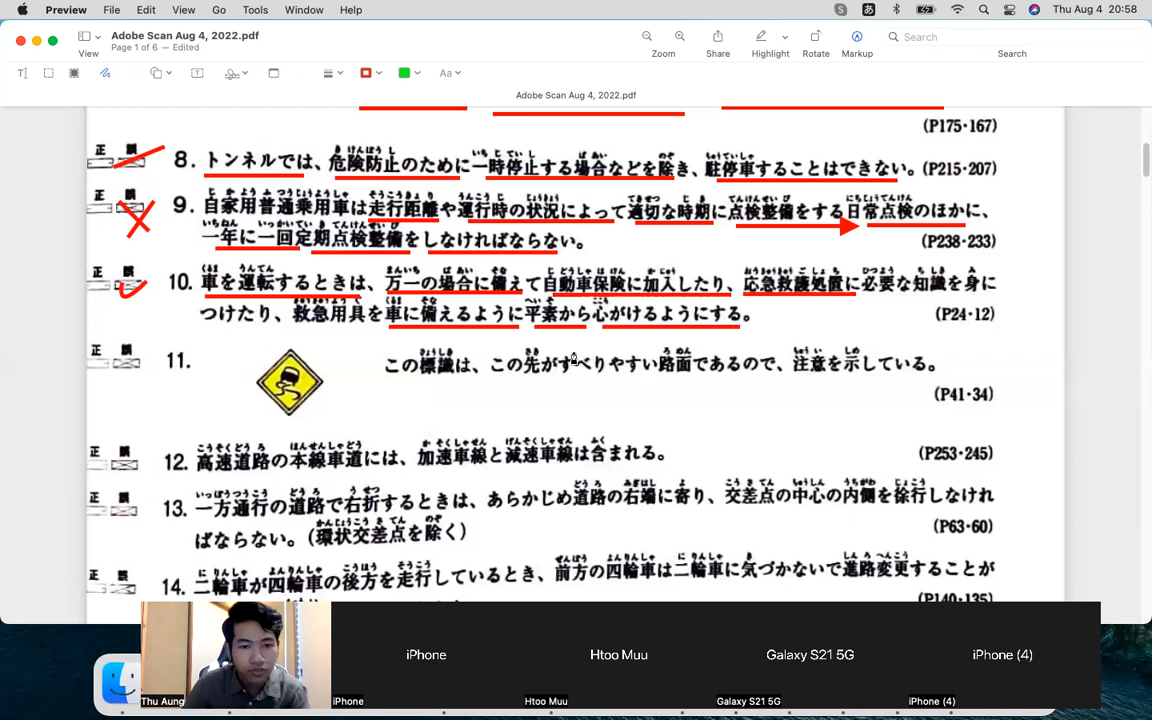 Preview File Edit View Go Tools Window Help
あ
Thu Aug 4 20:58
Adobe Scan Aug 4, 2022.pdf
Page 1 of 6 — Edited
View
Zoom
Share
Highlight
Rotate
Markup
Search
Search
Aa
Adobe Scan Aug 4, 2022.pdf
(P175·167)
正 誤
8. トンネルでは、危険防止のために一時停止する場合などを除き、駐停車することはできない。(P215·207)
正 誤
9. 自家用普通乗用車は走行距離や運行時の状況によって適切な時期に点検整備をする日常点検のほかに、
一年に一回定期点検整備をしなければならない。
(P238·233)
正 誤
10. 車を運転するときは、万一の場合に備えて自動車保険に加入したり、応急救護処置に必要な知識を身に
つけたり、救急用具を車に備えるように平素から心がけるようにする。
(P24·12)
正 誤
11. この標識は、この先がすべりやすい路面であるので、注意を示している。
(P41·34)
正 誤
12. 高速道路の本線車道には、加速車線と減速車線は含まれる。
(P253·245)
正 誤
13. 一方通行の道路で右折するときは、あらかじめ道路の右端に寄り、交差点の中心の内側を徐行しなけれ
ばならない。(環状交差点を除く)
(P63·60)
正 誤
14. 二輪車が四輪車の後方を走行しているとき、前方の四輪車は二輪車に気づかないで進路変更することが
(P140·135)
iPhone
Htoo Muu
Galaxy S21 5G
iPhone (4)
Thu Aung
iPhone
Htoo Muu
Galaxy S21 5G
iPhone (4)